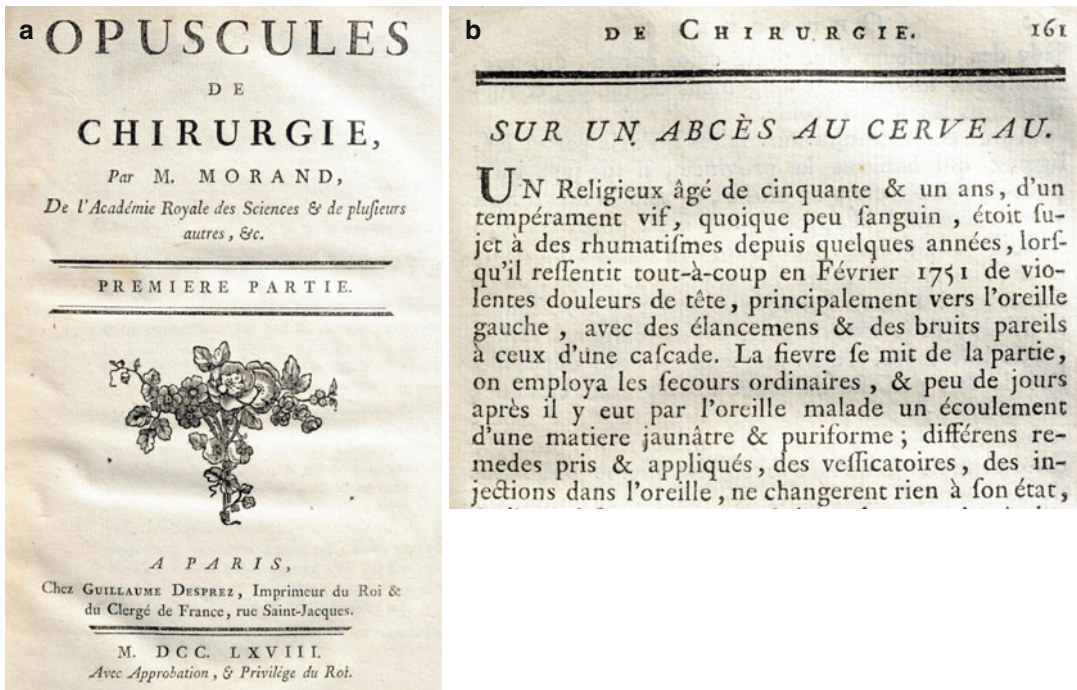 a
OPUSCULES
DE
CHIRURGIE,
Par M. MORAND,
De l'Académie Royale des Sciences & de pluſieurs
autres, &c.
PREMIERE PARTIE.
A PARIS,
Chez GUILLAUME DESPREZ, Imprimeur du Roi &
du Clergé de France, rue Saint-Jacques.
M. DCC. LXVIII.
Avec Approbation, & Privilége du Roi.
b
DE CHIRURGIE. 161
SUR UN ABCÈS AU CERVEAU.
UN Religieux âgé de cinquante & un ans, d'un
tempérament vif, quoique peu ſanguin, étoit ſu-
jet à des rhumatiſmes depuis quelques années, lorſ-
qu'il reſſentit tout-à-coup en Février 1751 de vio-
lentes douleurs de tête, principalement vers l'oreille
gauche, avec des élancemens & des bruits pareils
à ceux d'une caſcade. La fievre ſe mit de la partie,
on employa les ſecours ordinaires, & peu de jours
après il y eut par l'oreille malade un écoulement
d'une matiere jaunâtre & puriforme; différens re-
medes pris & appliqués, des veſſicatoires, des in-
jections dans l'oreille, ne changerent rien à ſon état,